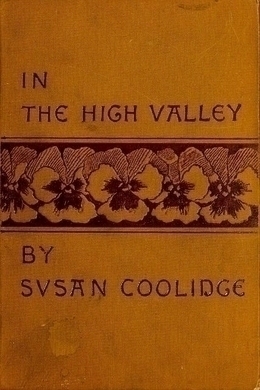 IN
THE HIGH VALLEY
BY
SVSAN COOLIDGE